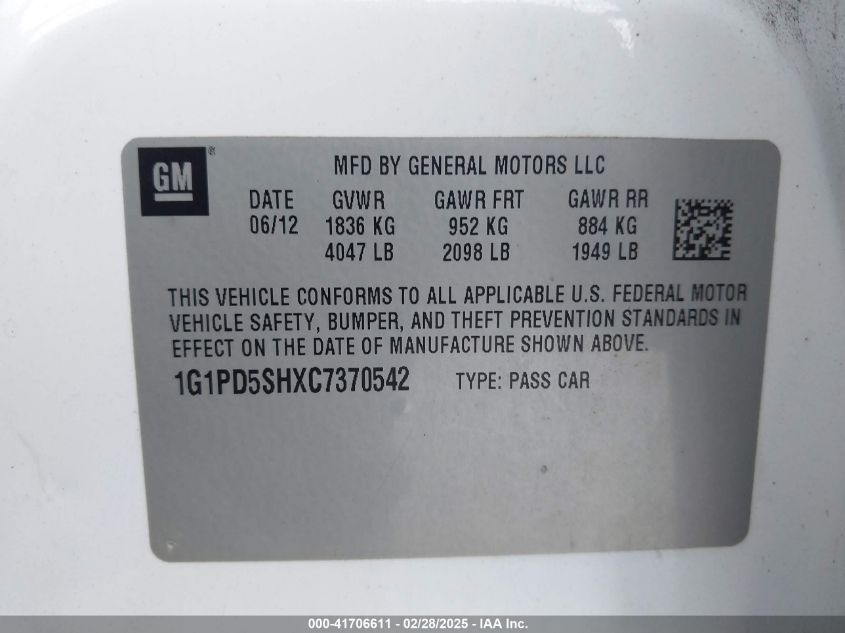 GM®
MFD BY GENERAL MOTORS LLC
DATE GVWR GAWR FRT GAWR RR
06/12 1836 KG 952 KG 884 KG
4047 LB 2098 LB 1949 LB
THIS VEHICLE CONFORMS TO ALL APPLICABLE U.S. FEDERAL MOTOR
VEHICLE SAFETY, BUMPER, AND THEFT PREVENTION STANDARDS IN
EFFECT ON THE DATE OF MANUFACTURE SHOWN ABOVE.
1G1PD5SHXC7370542 TYPE: PASS CAR
000-41706611 - 02/28/2025 - IAA Inc.